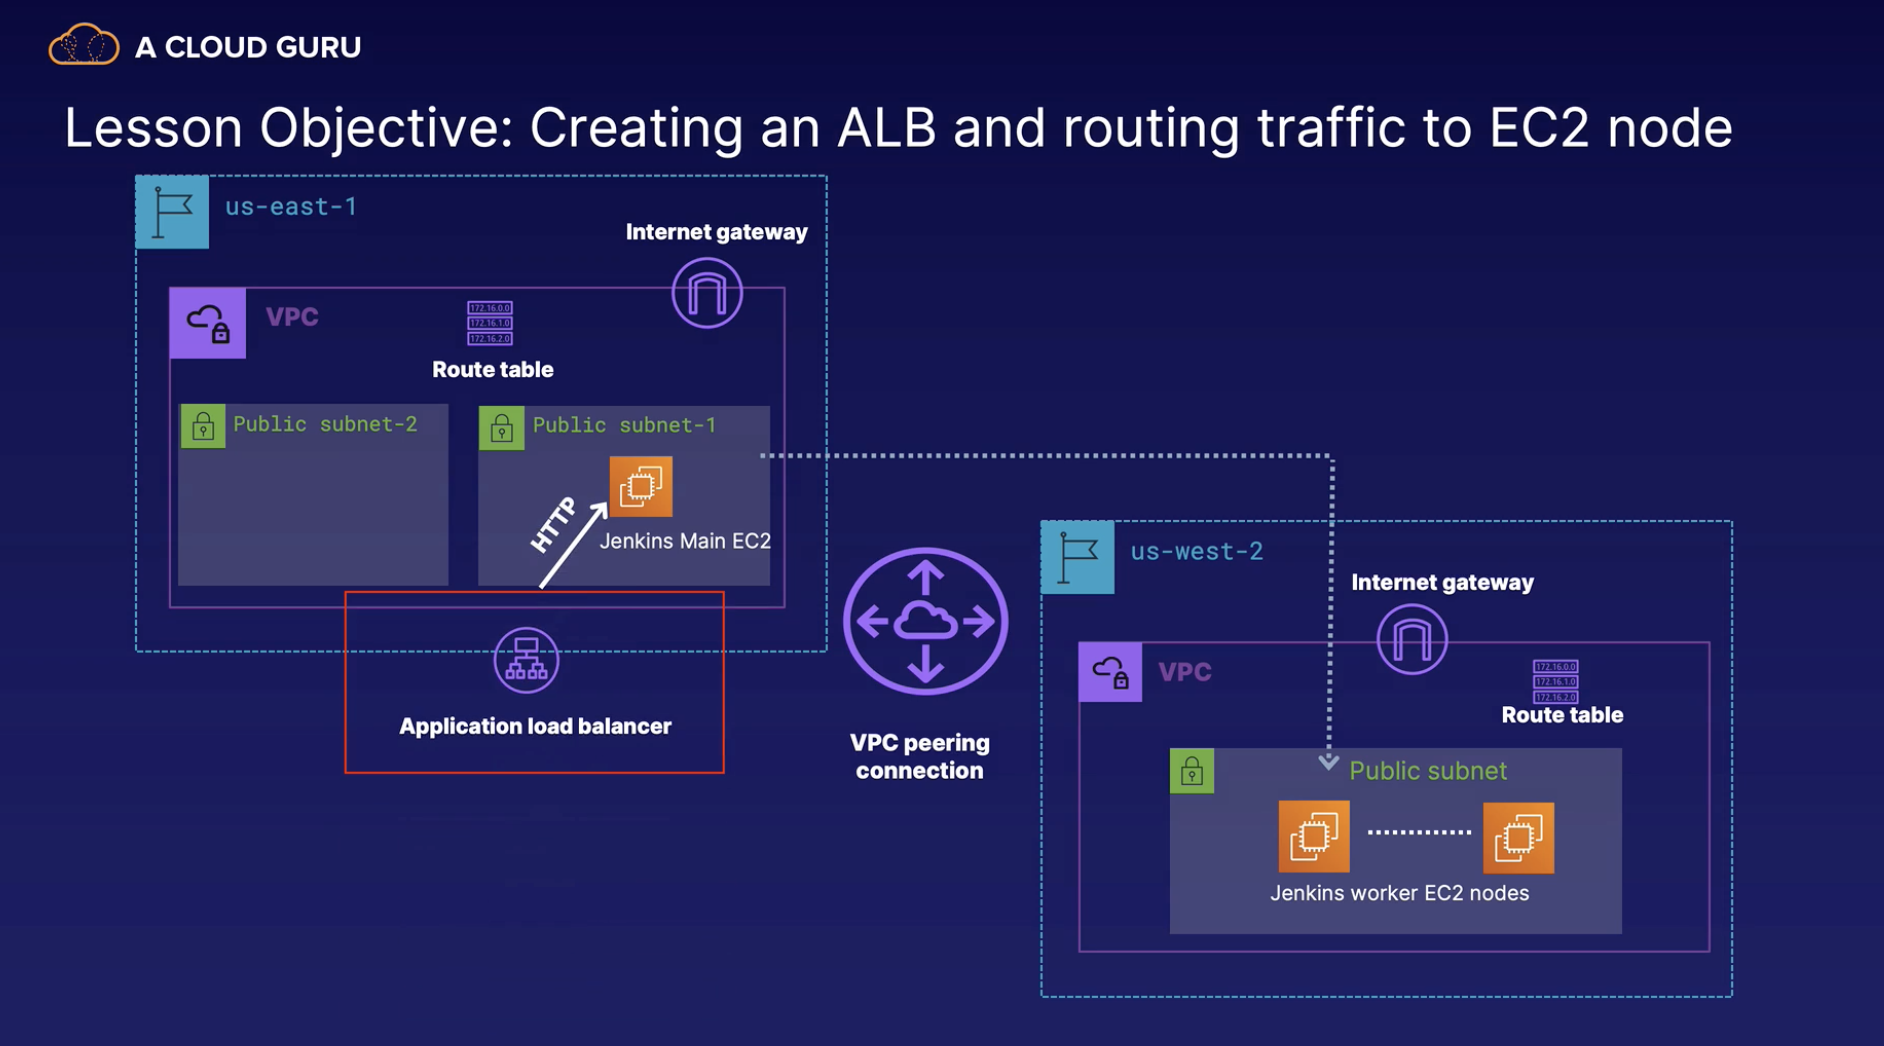 A CLOUD GURU
Lesson Objective: Creating an ALB and routing traffic to EC2 node
us-east-1
Internet gateway
VPC
172.16.0.0
172.16.1.0
172.16.2.0
Route table
Public subnet-2
Public subnet-1
HTTP
Jenkins Main EC2
Application load balancer
VPC peering
connection
us-west-2
Internet gateway
VPC
172.16.0.0
172.16.1.0
172.16.2.0
Route table
Public subnet
Jenkins worker EC2 nodes